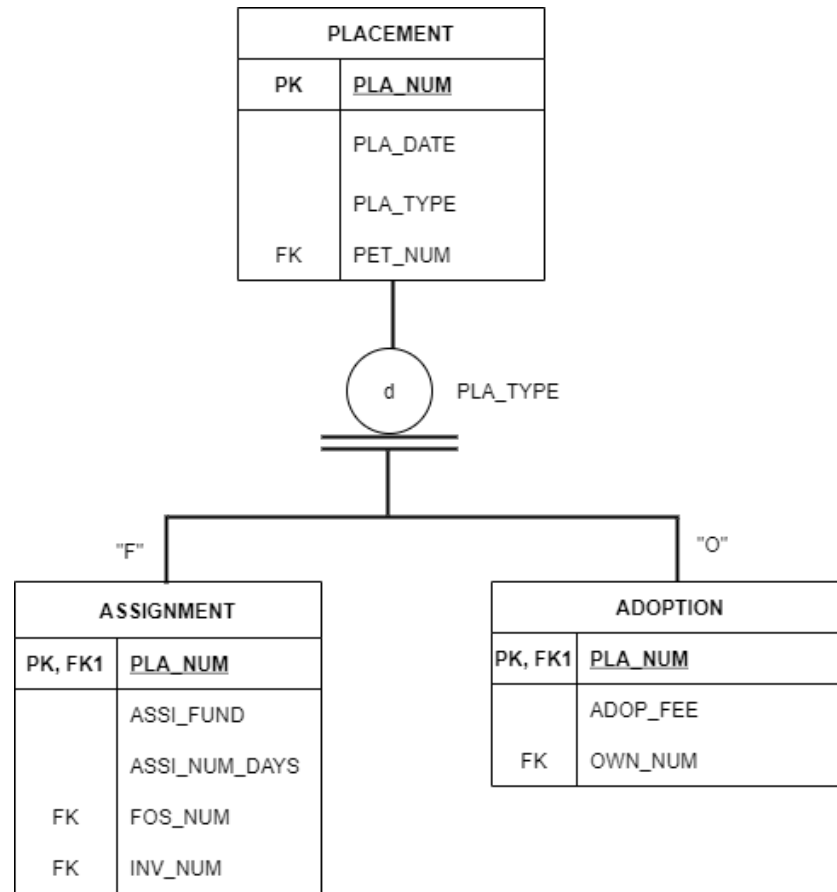 PLACEMENT
PK PLA_NUM
PLA_DATE
PLA_TYPE
FK PET_NUM
d PLA_TYPE
"F" "O"
ASSIGNMENT
PK, FK1 PLA_NUM
ASSI_FUND
ASSI_NUM_DAYS
FK FOS_NUM
FK INV_NUM
ADOPTION
PK, FK1 PLA_NUM
ADOP_FEE
FK OWN_NUM